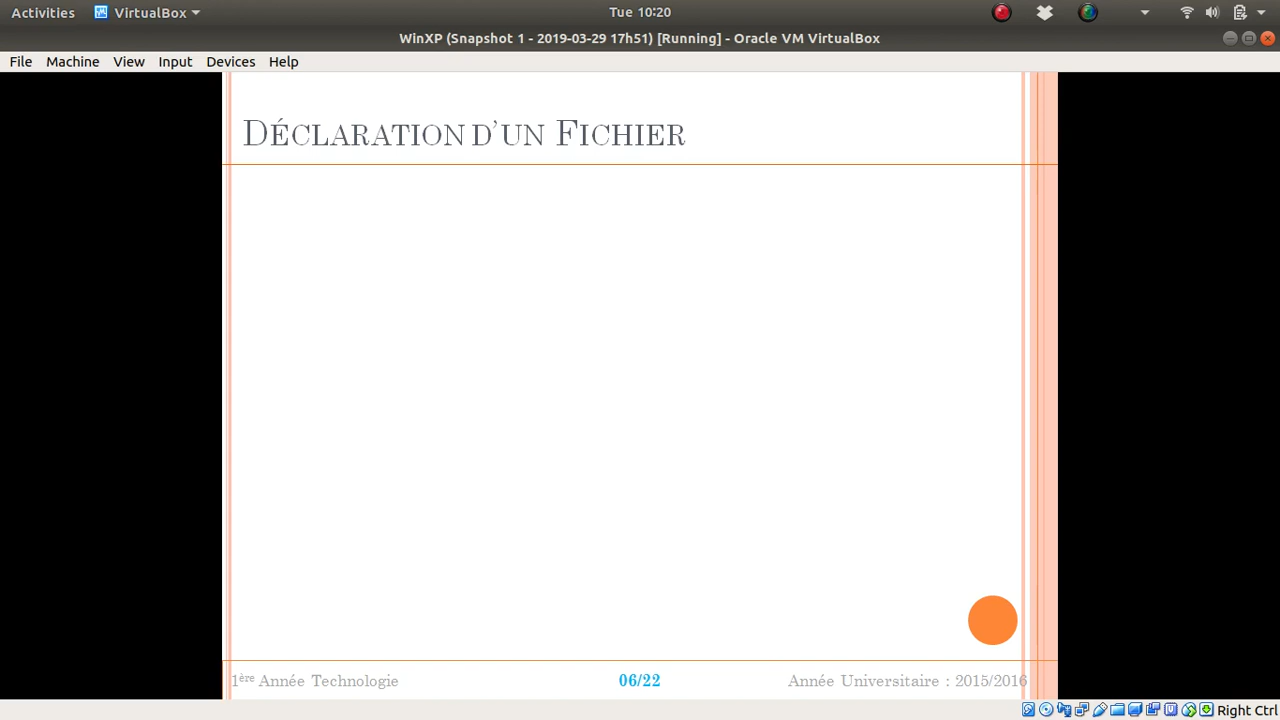 Activities VirtualBox Tue 10:20
WinXP (Snapshot 1 - 2019-03-29 17h51) [Running] - Oracle VM VirtualBox
File Machine View Input Devices Help
DÉCLARATION D'UN FICHIER
1ère Année Technologie 06/22 Année Universitaire : 2015/2016
Right Ctrl